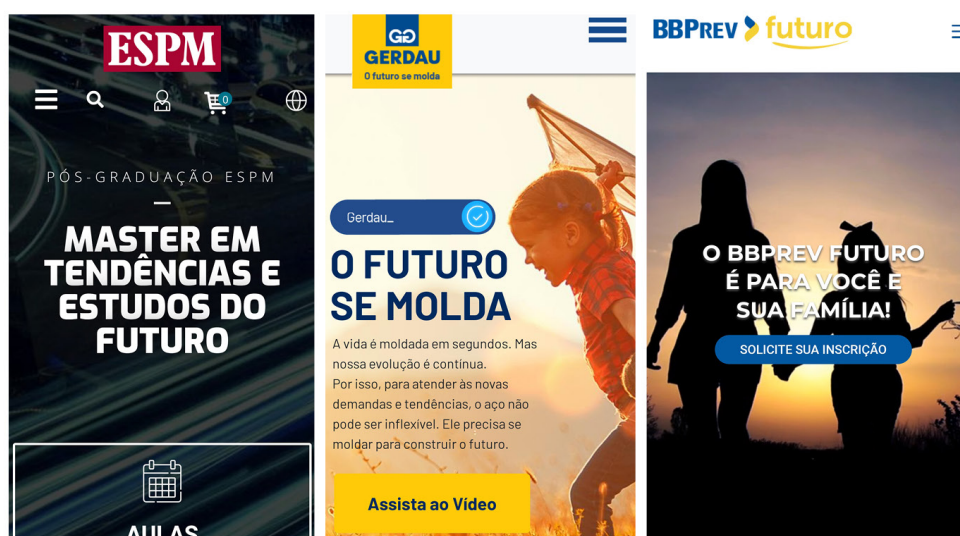 ESPM
0
PÓS-GRADUAÇÃO ESPM
MASTER EM
TENDÊNCIAS E
ESTUDOS DO
FUTURO
AULAS
GG
GERDAU
O futuro se molda
Gerdau_
O FUTURO
SE MOLDA
A vida é moldada em segundos. Mas
nossa evolução é contínua.
Por isso, para atender às novas
demandas e tendências, o aço não
pode ser inflexível. Ele precisa se
moldar para construir o futuro.
Assista ao Vídeo
BBPREV futuro
O BBPREV FUTURO
É PARA VOCÊ E
SUA FAMÍLIA!
SOLICITE SUA INSCRIÇÃO